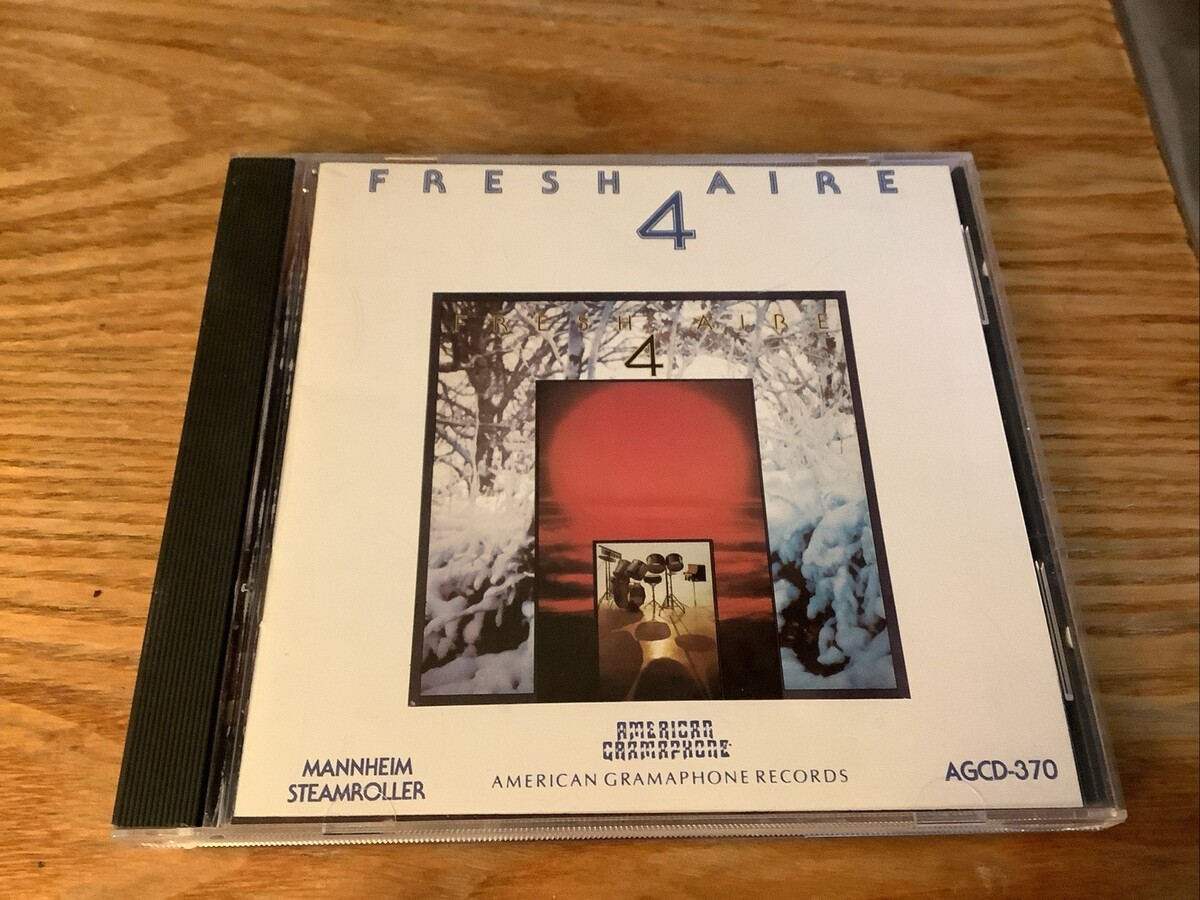 FRESH AIRE
4
FRESH AIRE
4
AMERICAN
GRAMAPHONE
AMERICAN GRAMAPHONE RECORDS
MANNHEIM
STEAMROLLER
AGCD-370